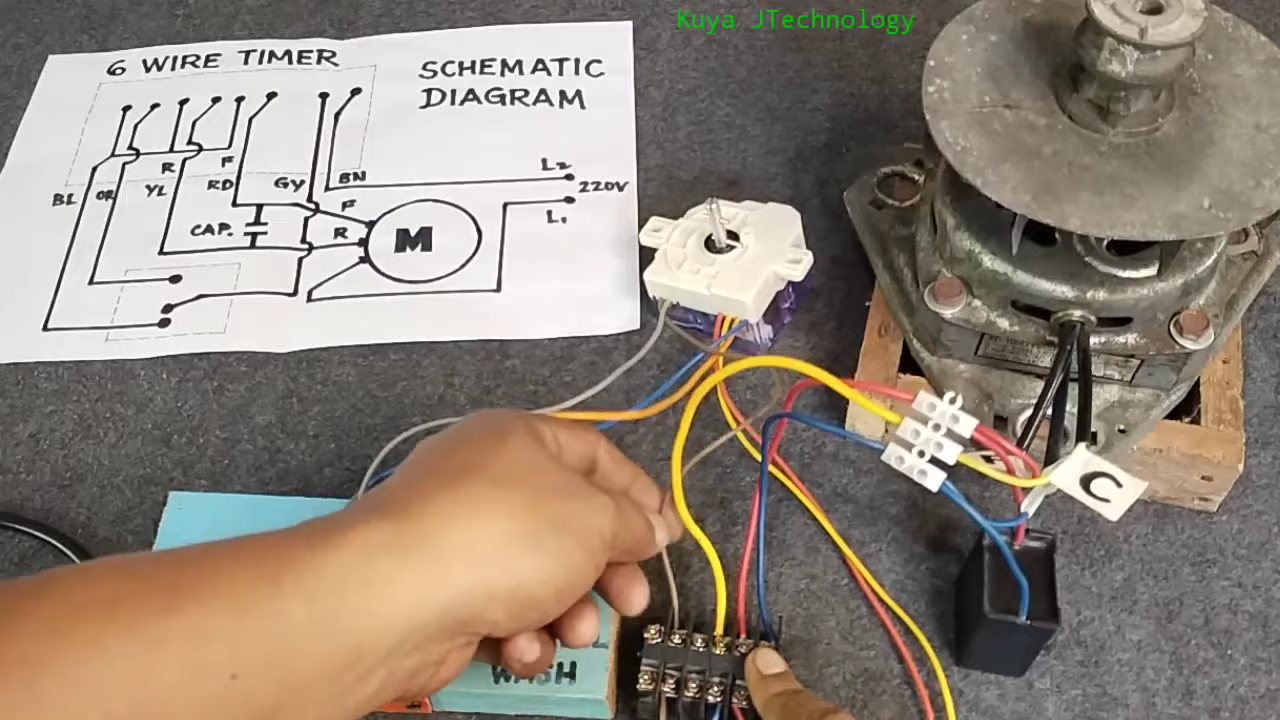 Kuya JTechnology
6 WIRE TIMER
SCHEMATIC
DIAGRAM
R
F
BL
OR
YL
RD
GY
BN
L2
220V
L1
F
CAP.
R
M
C
WASH